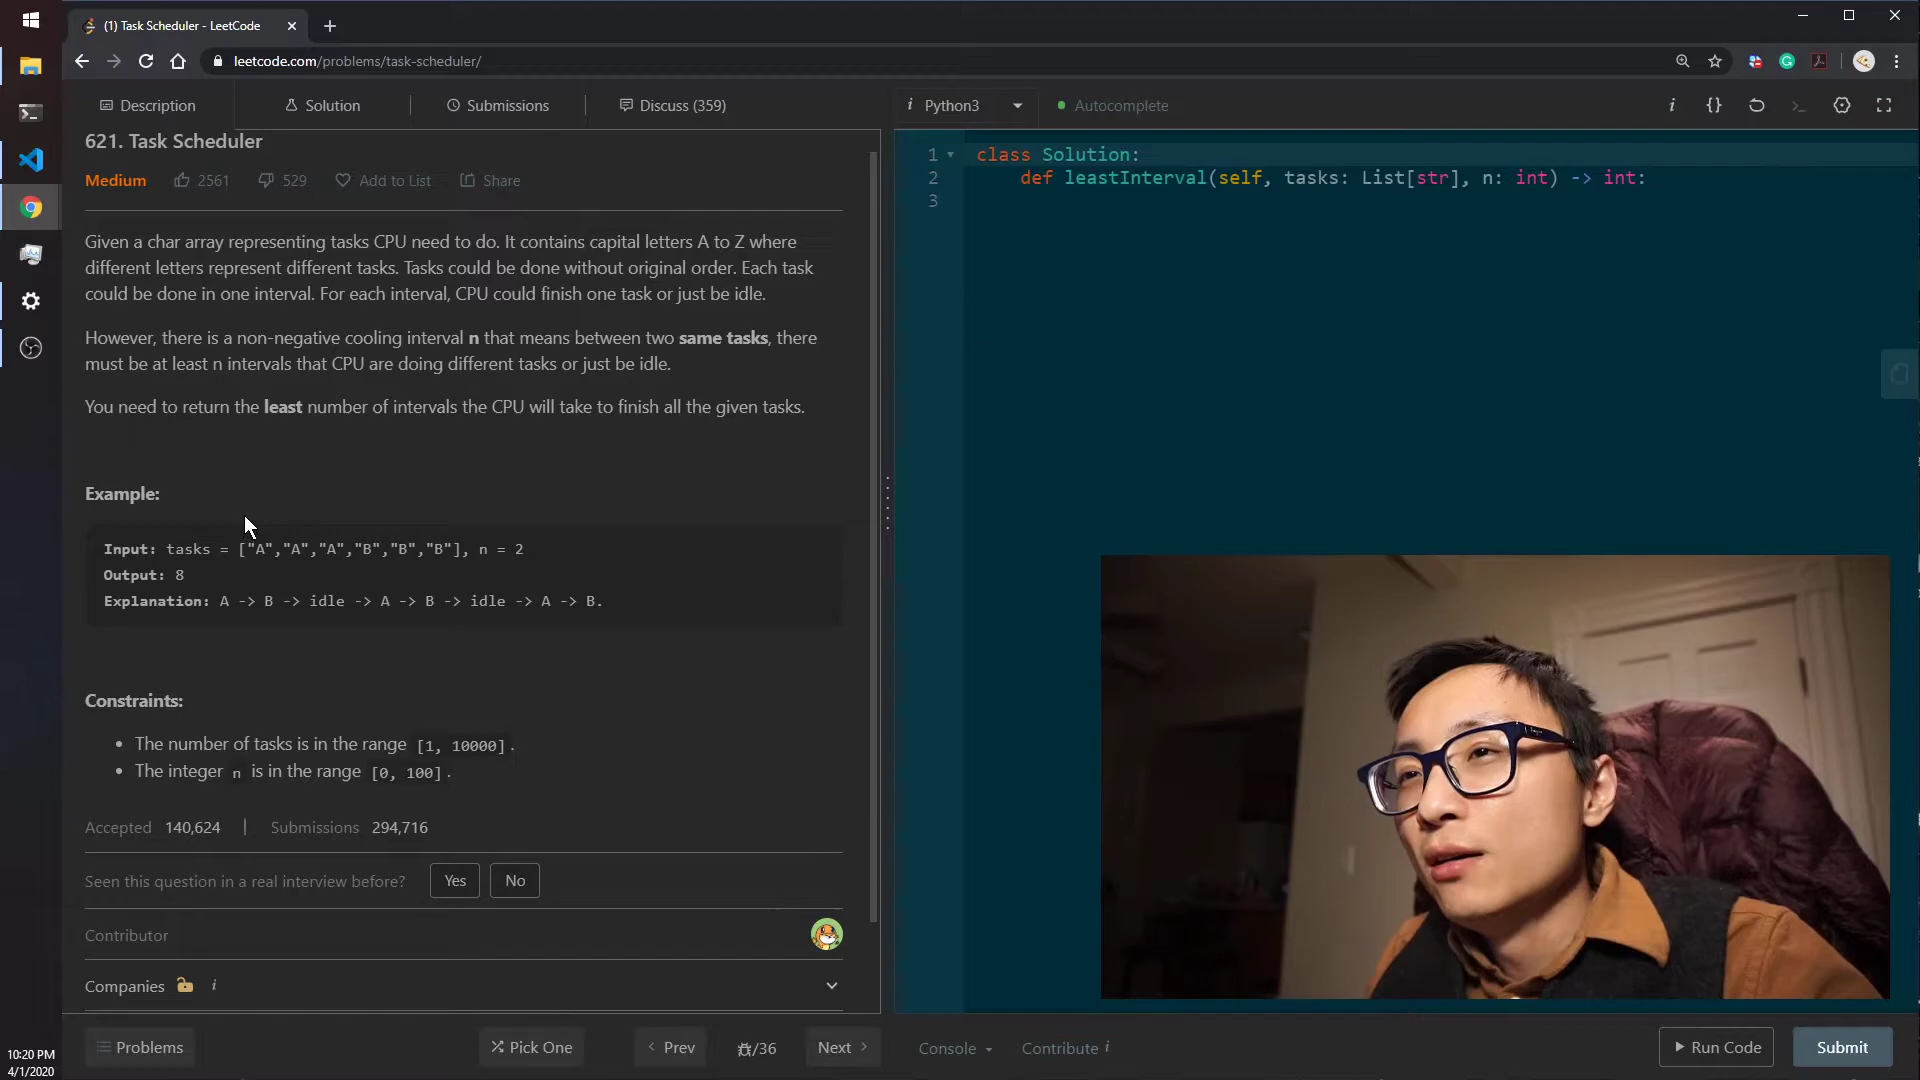 (1) Task Scheduler - LeetCode
leetcode.com/problems/task-scheduler/
Description
Solution
Submissions
Discuss (359)
i Python3
Autocomplete
i {}
621. Task Scheduler
Medium 2561 529 Add to List Share
Given a char array representing tasks CPU need to do. It contains capital letters A to Z where
different letters represent different tasks. Tasks could be done without original order. Each task
could be done in one interval. For each interval, CPU could finish one task or just be idle.
However, there is a non-negative cooling interval n that means between two same tasks, there
must be at least n intervals that CPU are doing different tasks or just be idle.
You need to return the least number of intervals the CPU will take to finish all the given tasks.
Example:
Input: tasks = ["A","A","A","B","B","B"], n = 2
Output: 8
Explanation: A -> B -> idle -> A -> B -> idle -> A -> B.
Constraints:
• The number of tasks is in the range [1, 10000].
• The integer n is in the range [0, 100].
Accepted 140,624 | Submissions 294,716
Seen this question in a real interview before? Yes No
Contributor
Companies i
Problems
Pick One
< Prev
/36
Next >
1 class Solution:
2 def leastInterval(self, tasks: List[str], n: int) -> int:
3
Console
Contribute i
Run Code
Submit
10:20 PM
4/1/2020